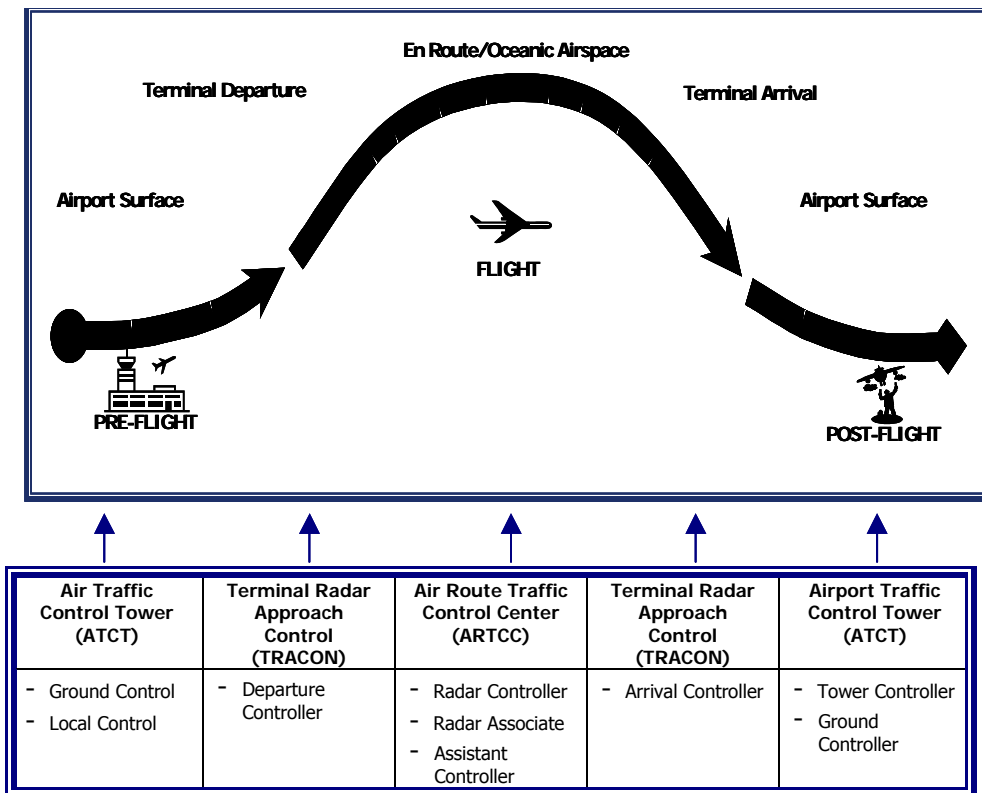 En Route/Oceanic Airspace
Terminal Departure
Terminal Arrival
Airport Surface
Airport Surface
FLIGHT
PRE-FLIGHT
POST-FLIGHT
Air Traffic
Control Tower
(ATCT)
Terminal Radar
Approach
Control
(TRACON)
Air Route Traffic
Control Center
(ARTCC)
Terminal Radar
Approach
Control
(TRACON)
Airport Traffic
Control Tower
(ATCT)
- Ground Control
- Local Control
- Departure
Controller
- Radar Controller
- Radar Associate
- Assistant
Controller
- Arrival Controller
- Tower Controller
- Ground
Controller